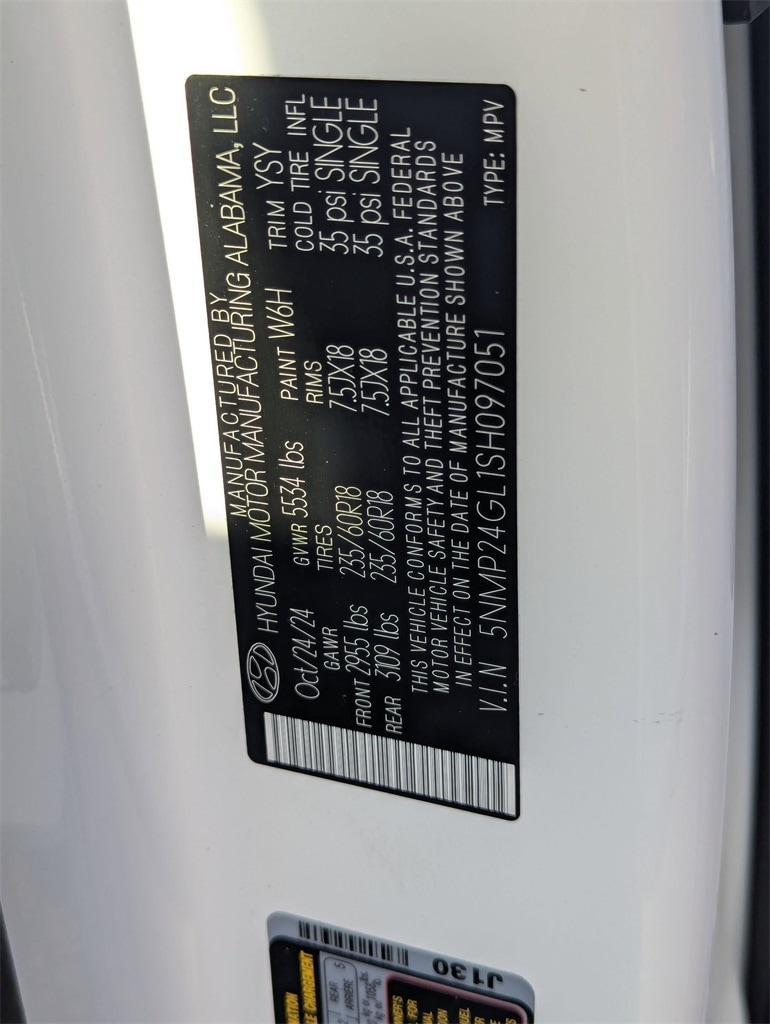 MANUFACTURED BY
HYUNDAI MOTOR MANUFACTURING ALABAMA, LLC
Oct/24/24 GVWR 5534 lbs PAINT W6H TRIM YSY
GAWR TIRES RIMS COLD TIRE INFL
FRONT 2955 lbs 235/60R18 7.5JX18 35 psi SINGLE
REAR 3109 lbs 235/60R18 7.5JX18 35 psi SINGLE
THIS VEHICLE CONFORMS TO ALL APPLICABLE U.S.A. FEDERAL
MOTOR VEHICLE SAFETY AND THEFT PREVENTION STANDARDS
IN EFFECT ON THE DATE OF MANUFACTURE SHOWN ABOVE
V.I.N 5NMP24GL1SH097051 TYPE: MPV
J130
REAR 5
ARRIERE